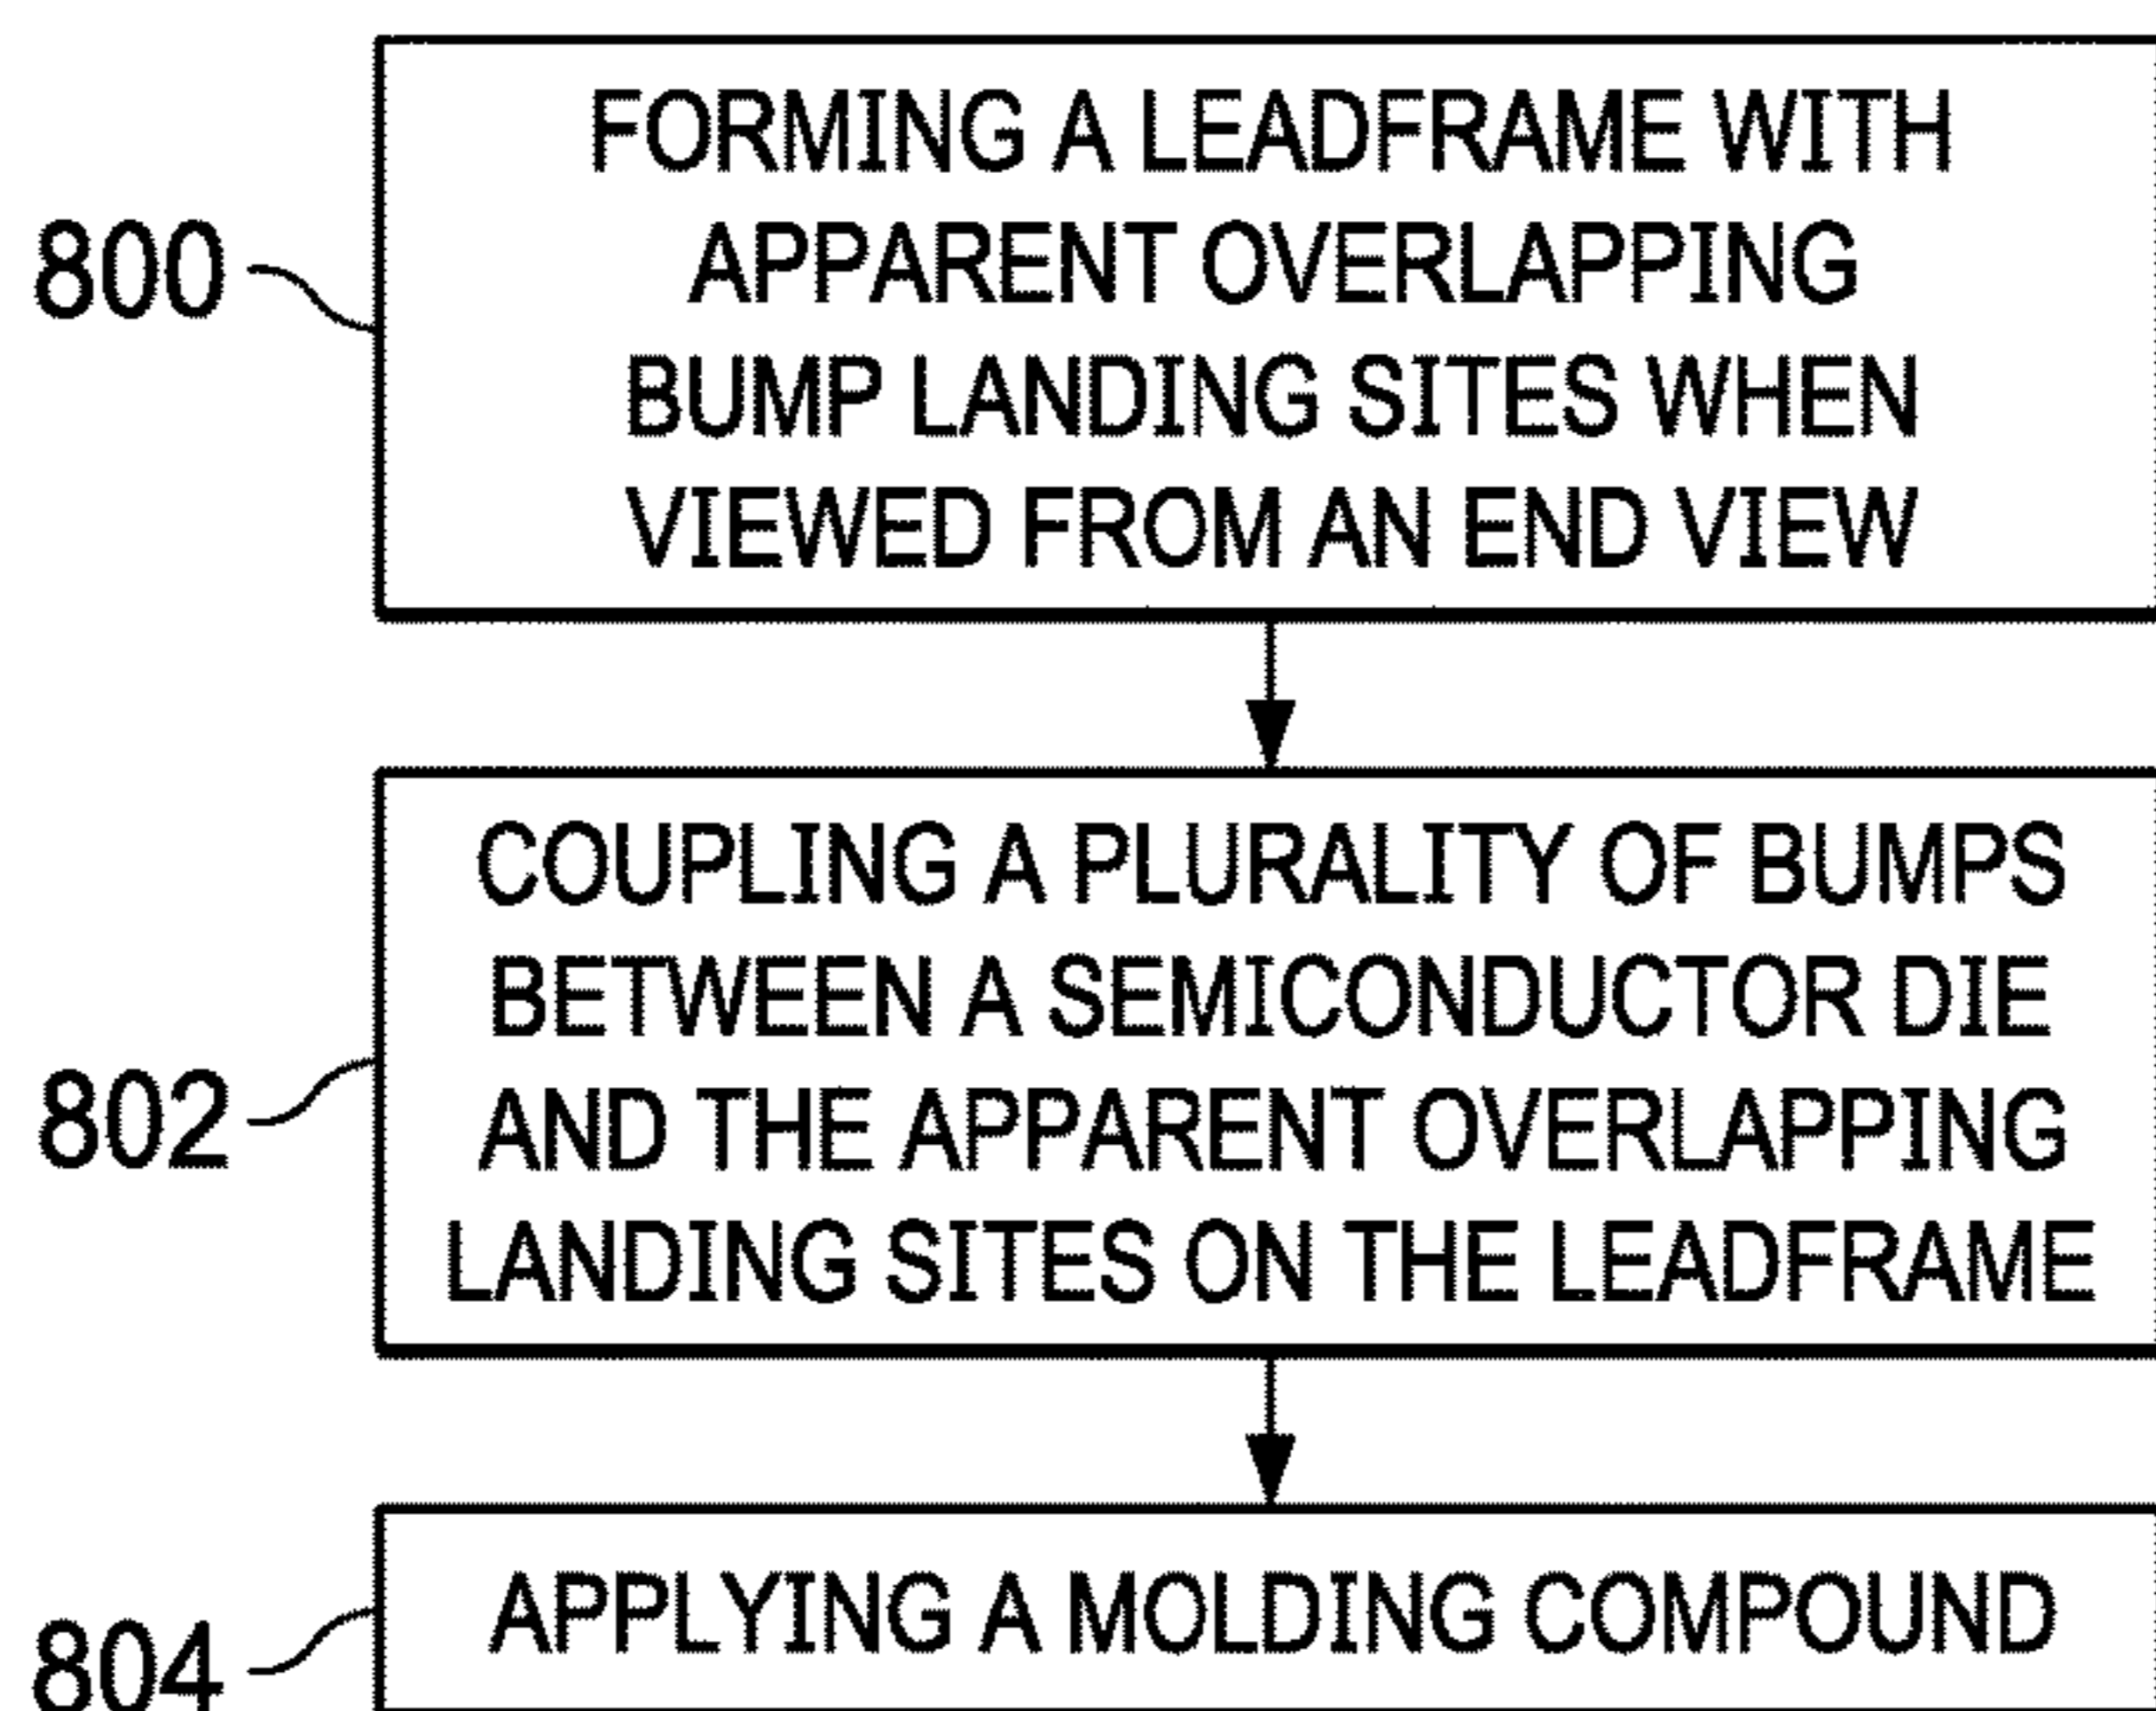 800
FORMING A LEADFRAME WITH
APPARENT OVERLAPPING
BUMP LANDING SITES WHEN
VIEWED FROM AN END VIEW
802
COUPLING A PLURALITY OF BUMPS
BETWEEN A SEMICONDUCTOR DIE
AND THE APPARENT OVERLAPPING
LANDING SITES ON THE LEADFRAME
804
APPLYING A MOLDING COMPOUND